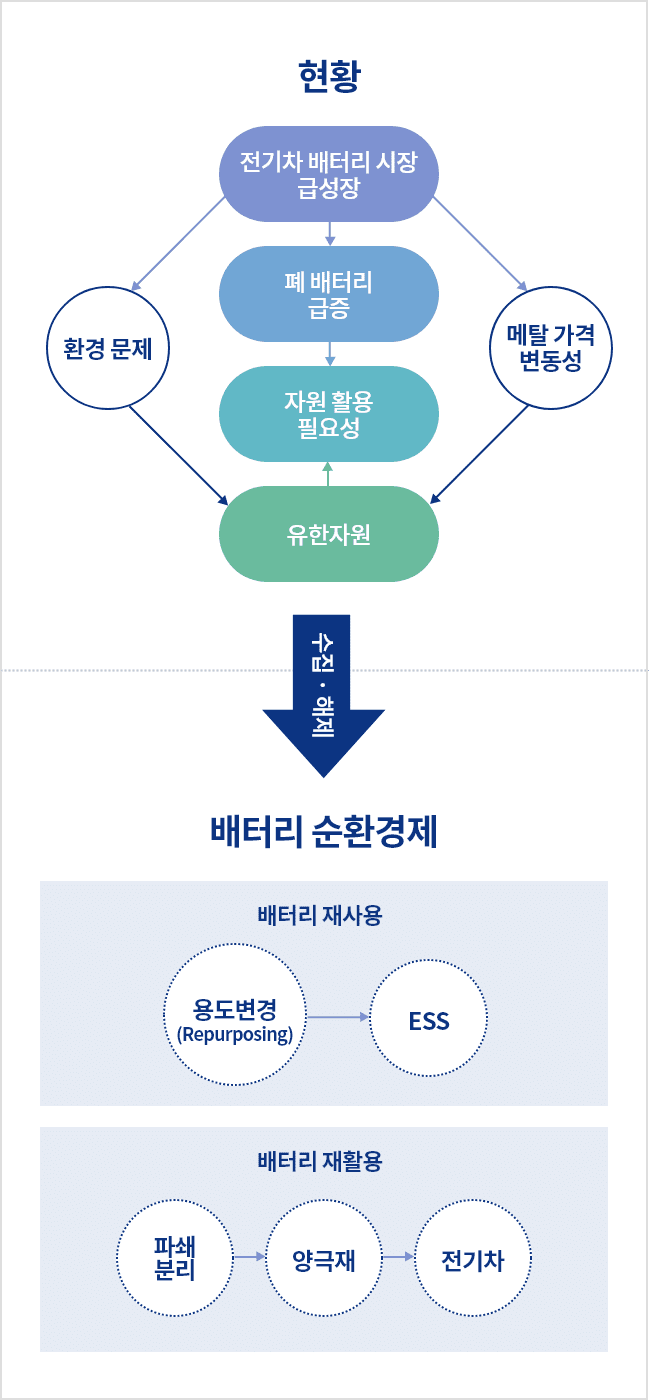 현황
전기차 배터리 시장
급성장
폐 배터리
급증
환경 문제
메탈 가격
변동성
자원 활용
필요성
유한자원
수집 · 해체
배터리 순환경제
배터리 재사용
용도변경
(Repurposing)
ESS
배터리 재활용
파쇄
분리
양극재
전기차